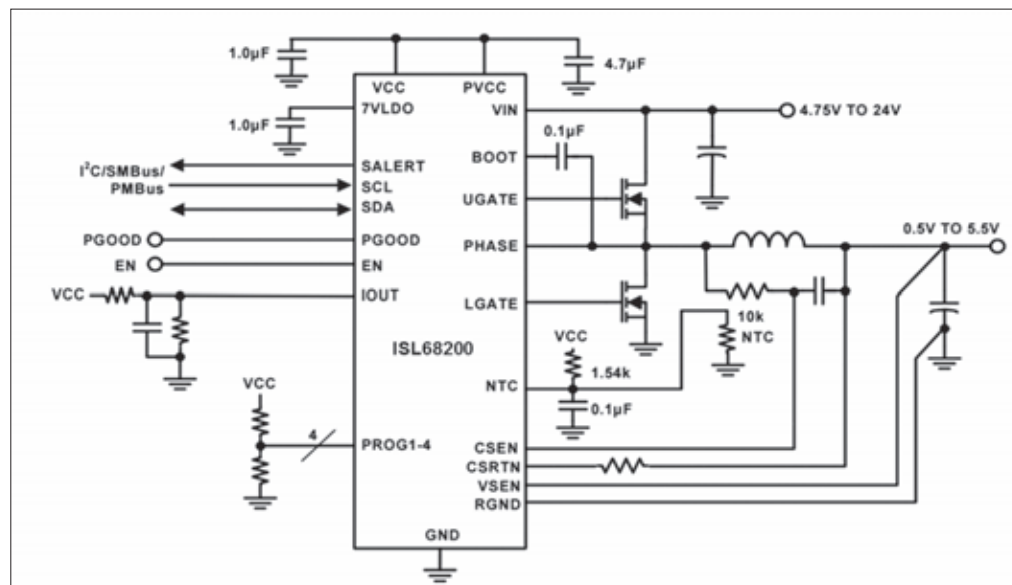 1.0µF
4.7µF
VCC
PVCC
7VLDO
1.0µF
VIN
4.75V TO 24V
0.1µF
BOOT
I²C/SMBus/
PMBus
SALERT
SCL
SDA
UGATE
PGOOD
PGOOD
PHASE
0.5V TO 5.5V
EN
EN
VCC
IOUT
LGATE
10k
NTC
ISL68200
VCC
1.54k
NTC
0.1µF
VCC
4
PROG1-4
CSEN
CSRTN
VSEN
RGND
GND